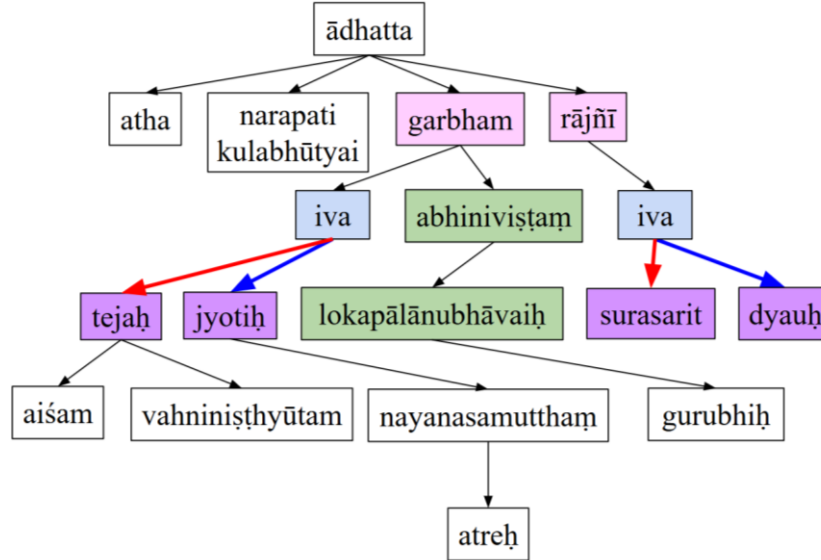 ādhatta
atha
narapati
kulabhūtyai
garbham
rājñī
iva
abhiniviṣṭaṃ
iva
tejaḥ
jyotiḥ
lokapālānubhāvaiḥ
surasarit
dyauḥ
aiśam
vahniniṣṭhyūtam
nayanasamutthaṃ
gurubhiḥ
atreḥ